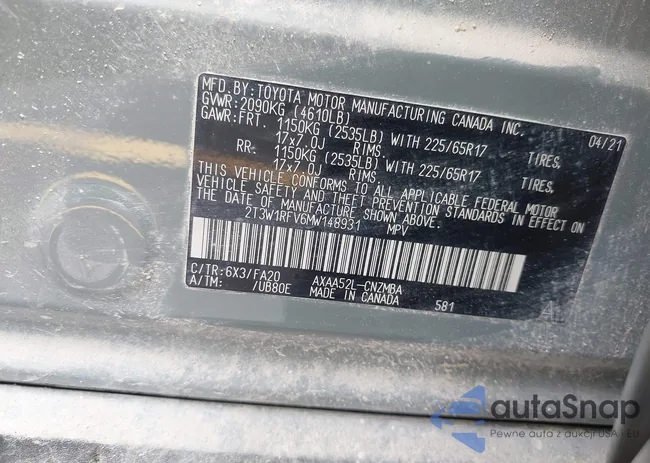 MFD.BY:TOYOTA MOTOR MANUFACTURING CANADA INC.
GVWR:2090KG (4610LB) 04/21
GAWR:FRT. 1150KG (2535LB) WITH 225/65R17 TIRES,
17x7.0J RIMS
RR. 1150KG (2535LB) WITH 225/65R17 TIRES,
17x7.0J RIMS
THIS VEHICLE CONFORMS TO ALL APPLICABLE FEDERAL MOTOR
VEHICLE SAFETY AND THEFT PREVENTION STANDARDS IN EFFECT ON
THE DATE OF MANUFACTURE SHOWN ABOVE.
2T3W1RFV6MW148931 MPV
C/TR:6X3/FA20 AXAA52L-CNZMBA
A/TM: /UB80E MADE IN CANADA 581
autaSnap
Pewne auta z aukcji USA i EU